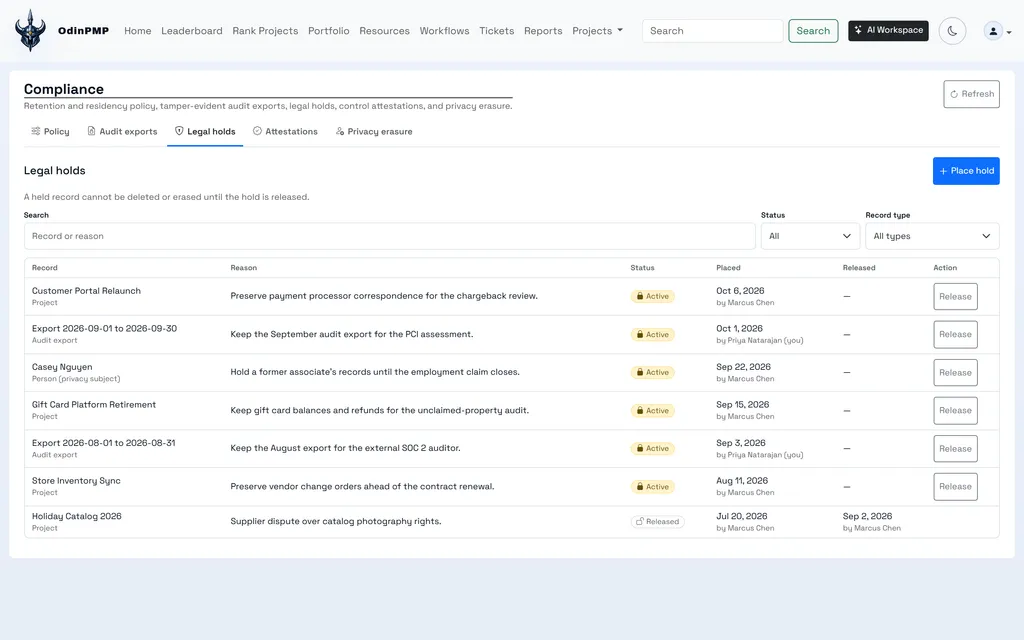 OdinPMP Home Leaderboard Rank Projects Portfolio Resources Workflows Tickets Reports Projects Search Search AI Workspace
Compliance
Retention and residency policy, tamper-evident audit exports, legal holds, control attestations, and privacy erasure.
Refresh
Policy Audit exports Legal holds Attestations Privacy erasure
Legal holds
+ Place hold
A held record cannot be deleted or erased until the hold is released.
Search Status Record type
Record or reason All All types
Record Reason Status Placed Released Action
Customer Portal Relaunch
Project
Preserve payment processor correspondence for the chargeback review.
Active
Oct 6, 2026
by Marcus Chen
—
Release
Export 2026-09-01 to 2026-09-30
Audit export
Keep the September audit export for the PCI assessment.
Active
Oct 1, 2026
by Priya Natarajan (you)
—
Release
Casey Nguyen
Person (privacy subject)
Hold a former associate's records until the employment claim closes.
Active
Sep 22, 2026
by Marcus Chen
—
Release
Gift Card Platform Retirement
Project
Keep gift card balances and refunds for the unclaimed-property audit.
Active
Sep 15, 2026
by Marcus Chen
—
Release
Export 2026-08-01 to 2026-08-31
Audit export
Keep the August export for the external SOC 2 auditor.
Active
Sep 3, 2026
by Priya Natarajan (you)
—
Release
Store Inventory Sync
Project
Preserve vendor change orders ahead of the contract renewal.
Active
Aug 11, 2026
by Marcus Chen
—
Release
Holiday Catalog 2026
Project
Supplier dispute over catalog photography rights.
Released
Jul 20, 2026
by Marcus Chen
Sep 2, 2026
by Marcus Chen